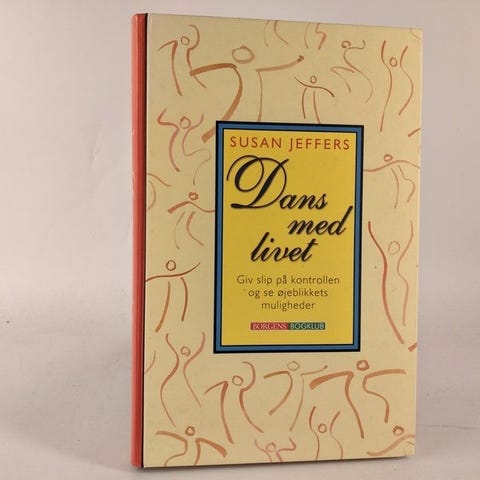 SUSAN JEFFERS
Dans
med
livet
Giv slip på kontrollen
og se øjeblikkets
muligheder
BORGENS BOGKLUB